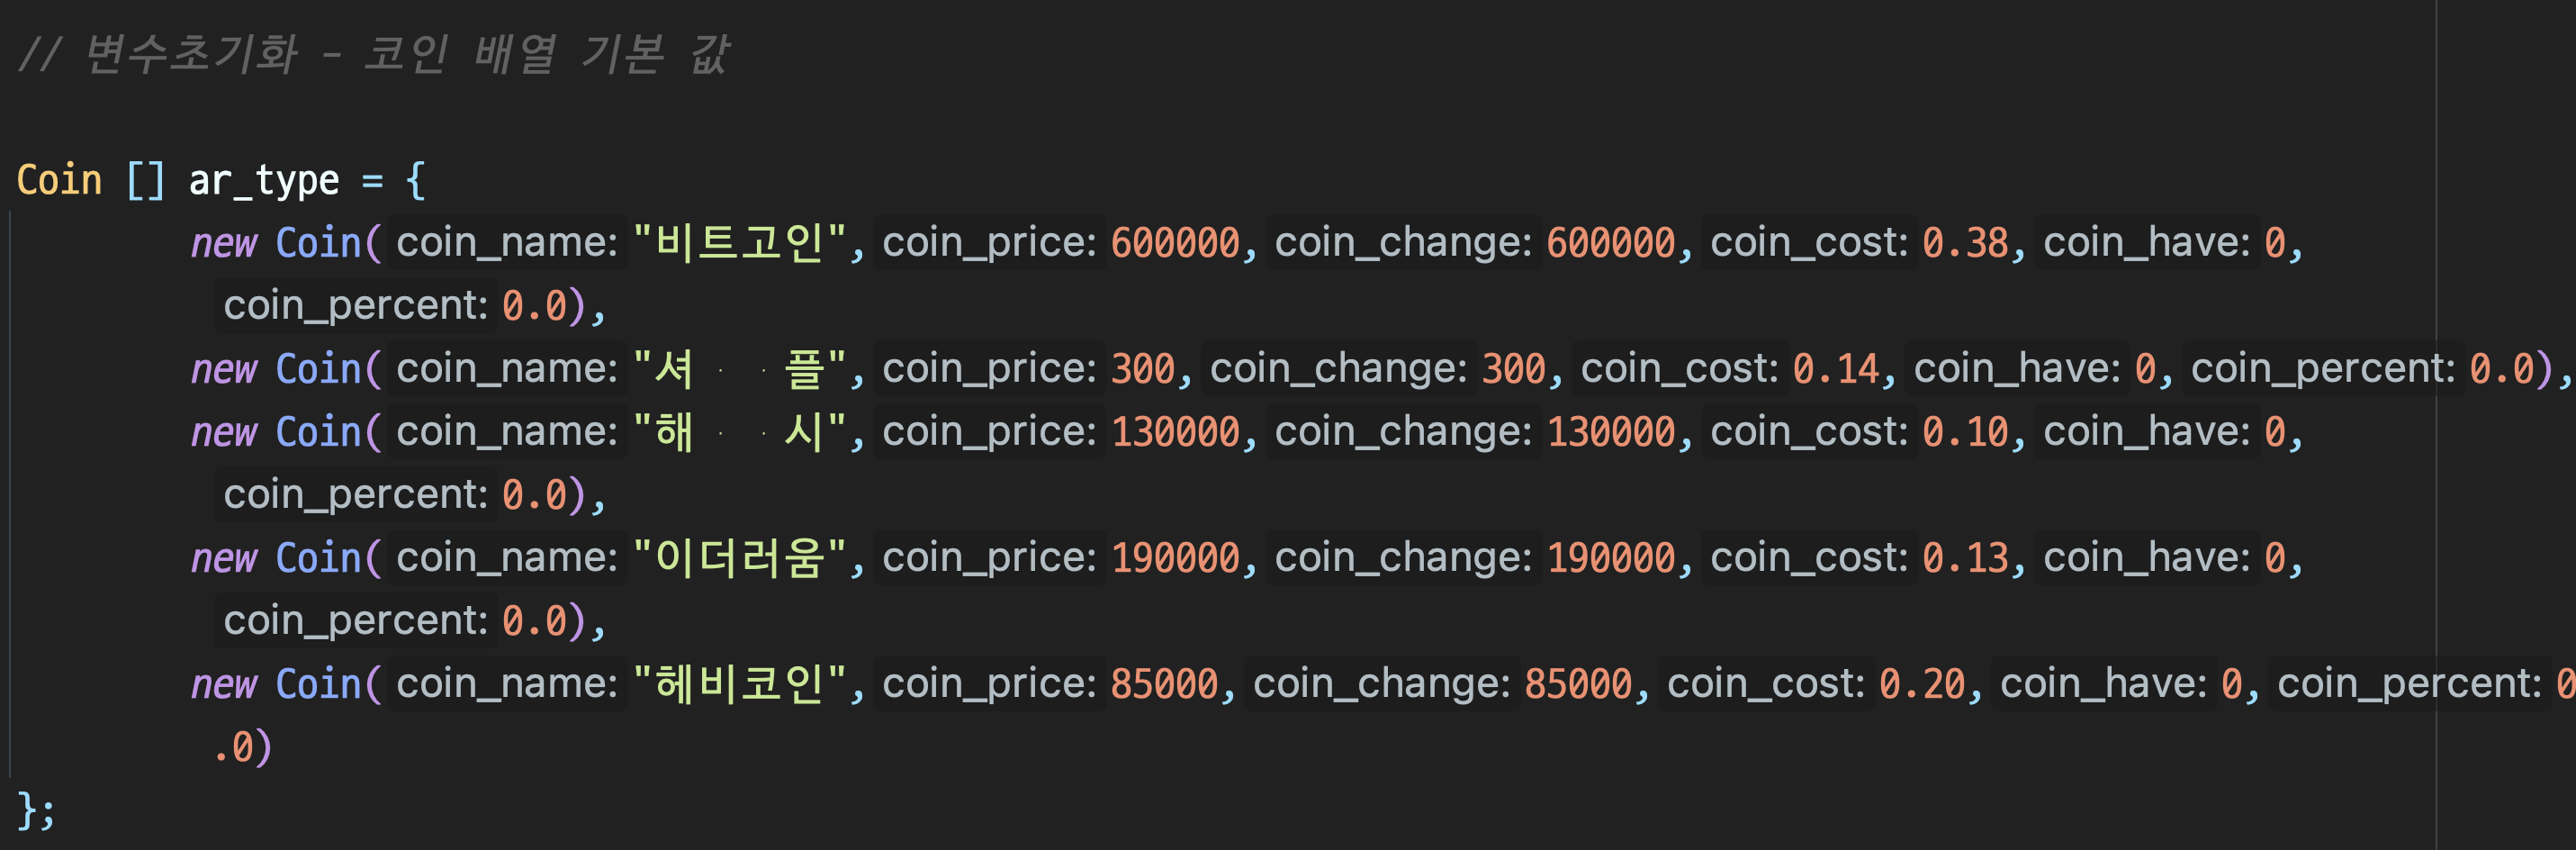 // 변수초기화 - 코인 배열 기본 값
Coin [] ar_type = {
new Coin( coin_name: "비트고인", coin_price: 600000, coin_change: 600000, coin_cost: 0.38, coin_have: 0,
coin_percent: 0.0),
new Coin( coin_name: "셔 · · 플", coin_price: 300, coin_change: 300, coin_cost: 0.14, coin_have: 0, coin_percent: 0.0),
new Coin( coin_name: "해 · · 시", coin_price: 130000, coin_change: 130000, coin_cost: 0.10, coin_have: 0,
coin_percent: 0.0),
new Coin( coin_name: "이더러움", coin_price: 190000, coin_change: 190000, coin_cost: 0.13, coin_have: 0,
coin_percent: 0.0),
new Coin( coin_name: "헤비코인", coin_price: 85000, coin_change: 85000, coin_cost: 0.20, coin_have: 0, coin_percent: 0
.0)
};